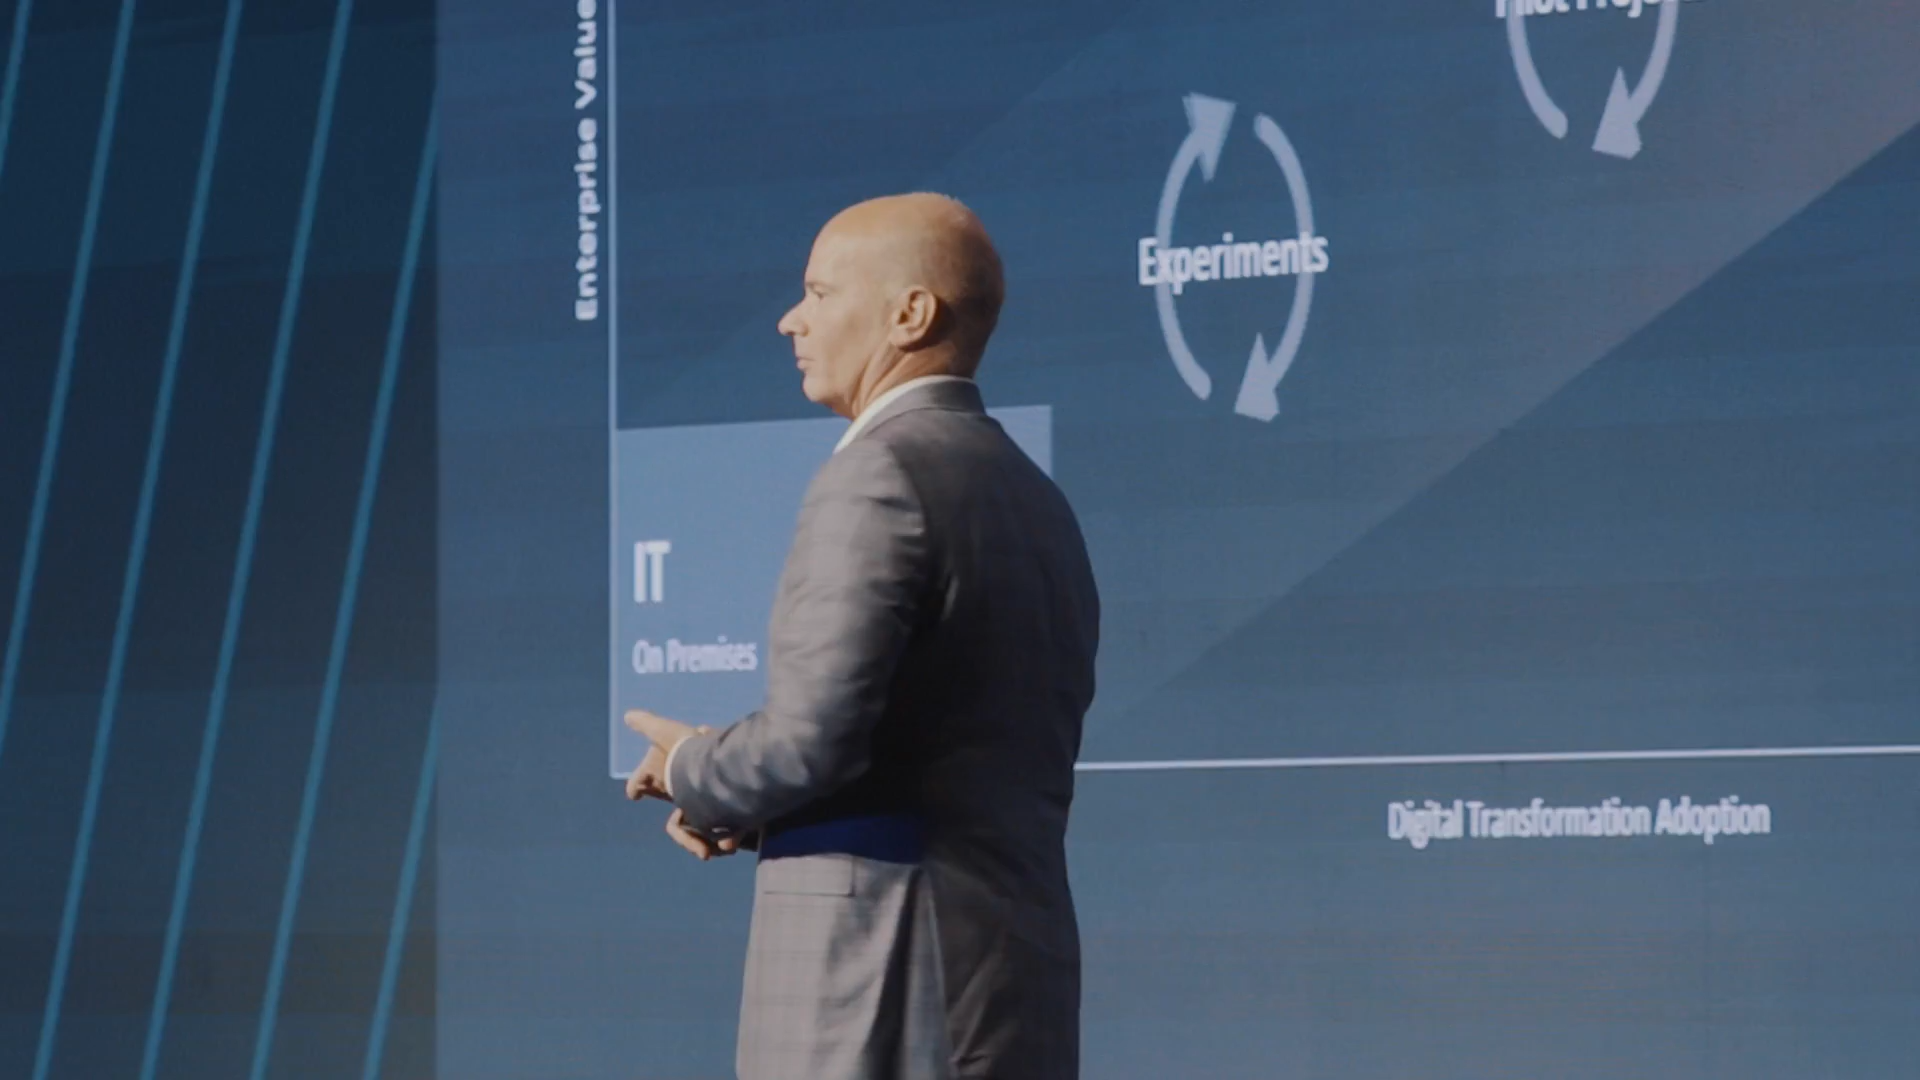 Enterprise Value
Experiments
IT
On Premises
Digital Transformation Adoption